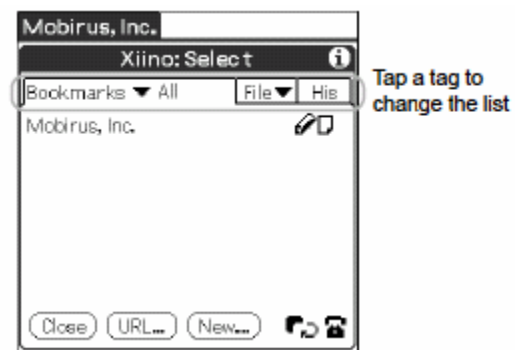 Mobirus, Inc.
Xiino: Select
Bookmarks ▼ All File▼ His
Tap a tag to
change the list
Mobirus, Inc.
Close URL... New...